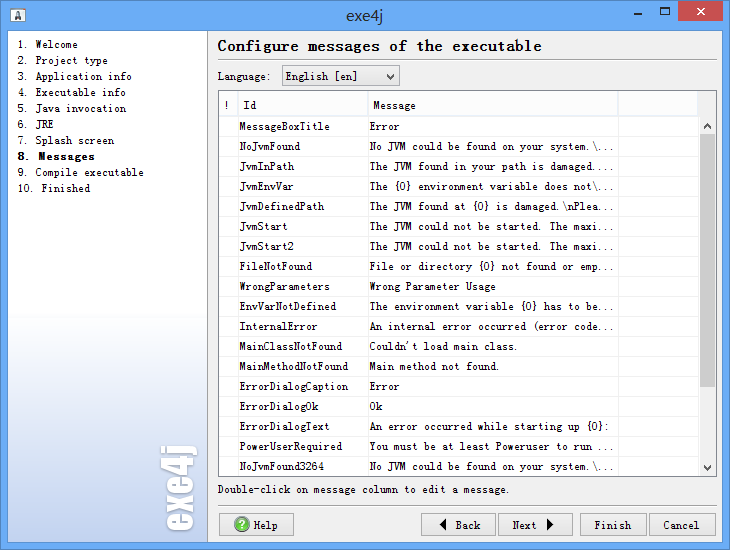 exe4j
1. Welcome
2. Project type
3. Application info
4. Executable info
5. Java invocation
6. JRE
7. Splash screen
8. Messages
9. Compile executable
10. Finished
exe4j
Configure messages of the executable
Language: English [en]
! Id Message
MessageBoxTitle Error
NoJvmFound No JVM could be found on your system.\...
JvmInPath The JVM found in your path is damaged....
JvmEnvVar The {0} environment variable does not\...
JvmDefinedPath The JVM found at {0} is damaged.\nPlea...
JvmStart The JVM could not be started. The maxi...
JvmStart2 The JVM could not be started. The maxi...
FileNotFound File or directory {0} not found or emp...
WrongParameters Wrong Parameter Usage
EnvVarNotDefined The environment variable {0} has to be...
InternalError An internal error occurred (error code...
MainClassNotFound Couldn't load main class.
MainMethodNotFound Main method not found.
ErrorDialogCaption Error
ErrorDialogOk Ok
ErrorDialogText An error occurred while starting up {0}:
PowerUserRequired You must be at least Poweruser to run ...
NoJvmFound3264 No JVM could be found on your system.\...
Double-click on message column to edit a message.
? Help Back Next Finish Cancel